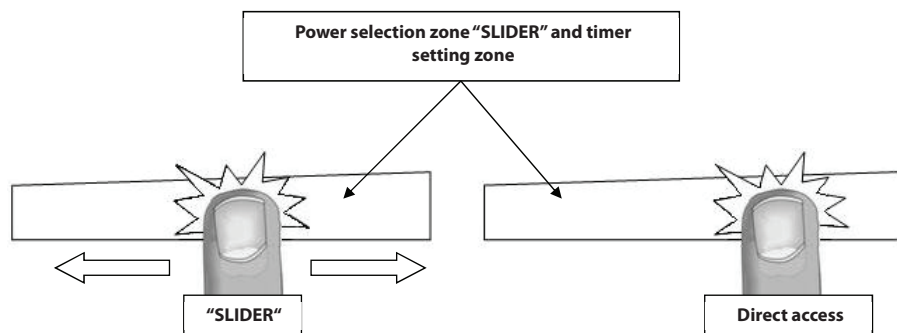 Power selection zone “SLIDER” and timer
setting zone
“SLIDER“
Direct access